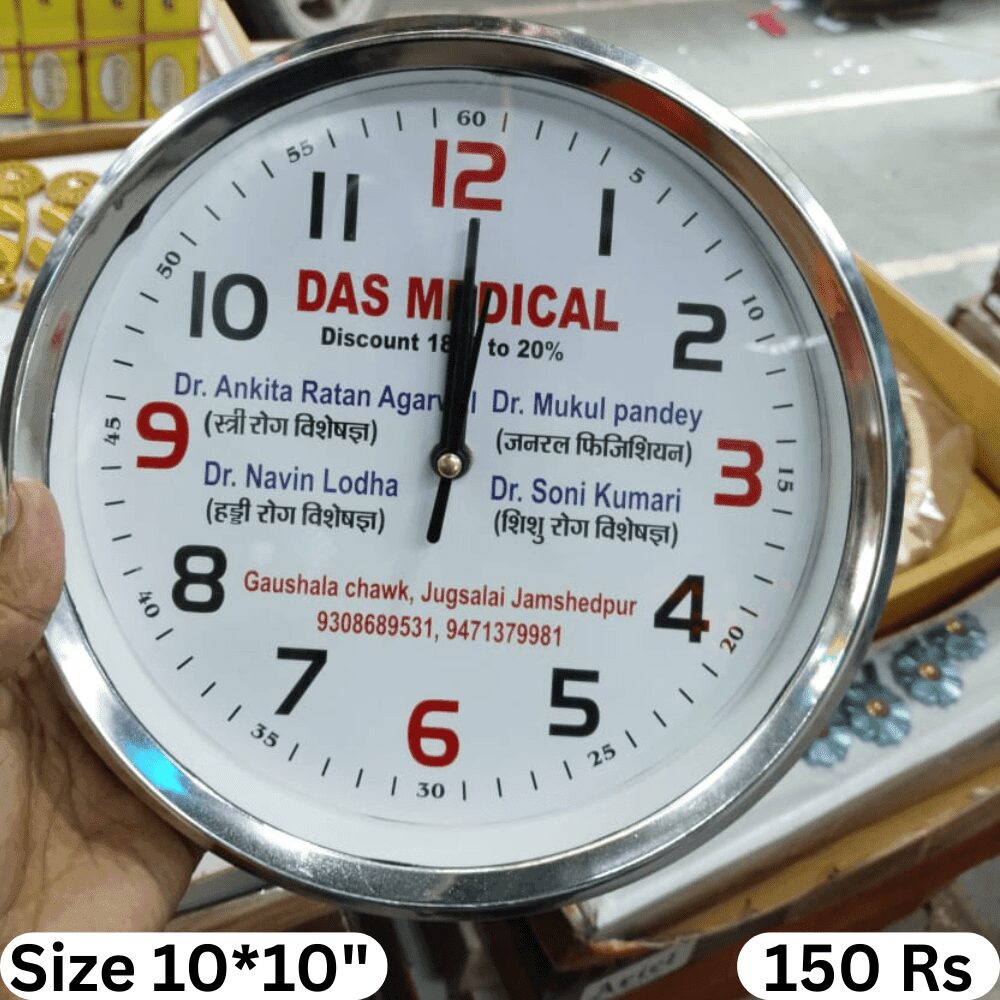 60
55
5
12
11
1
50
10
10
DAS MEDICAL
2
Discount 18% to 20%
Dr. Ankita Ratan Agarwal
(स्त्री रोग विशेषज्ञ)
Dr. Mukul pandey
(जनरल फिजिशियन)
45
9
3
15
Dr. Navin Lodha
(हड्डी रोग विशेषज्ञ)
Dr. Soni Kumari
(शिशु रोग विशेषज्ञ)
8
Gaushala chawk, Jugsalai Jamshedpur
4
40
9308689531, 9471379981
20
7
5
6
35
25
30
Size 10*10"
150 Rs